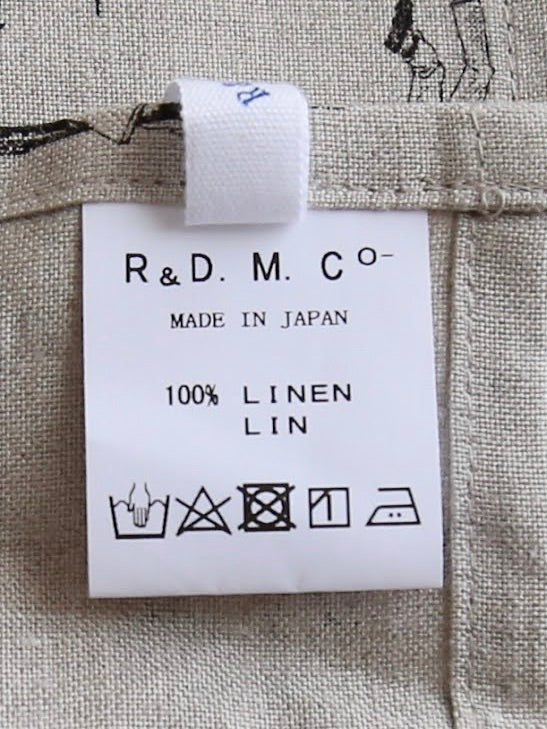 R&D. M. Co-
MADE IN JAPAN
100% LINEN
LIN